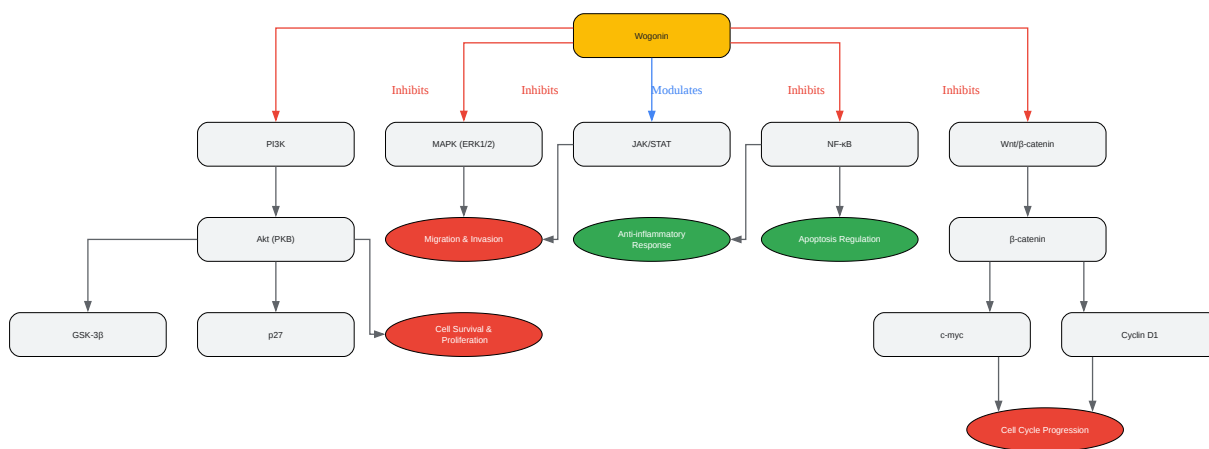 Wogonin
Inhibits
Inhibits
Modulates
Inhibits
Inhibits
PI3K
MAPK (ERK1/2)
JAK/STAT
NF-κB
Wnt/β-catenin
Akt (PKB)
Migration & Invasion
Anti-inflammatory
Response
Apoptosis Regulation
β-catenin
GSK-3β
p27
Cell Survival &
Proliferation
c-myc
Cyclin D1
Cell Cycle Progression